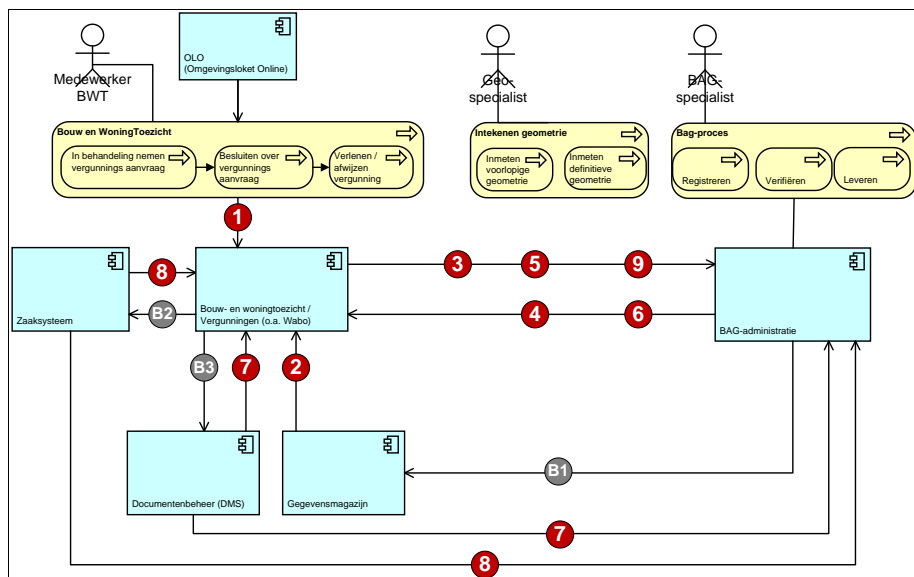 Medewerker
BWT
OLO
(Omgevingsloket Online)
Geo-
specialist
BAG-
specialist
Bouw en WoningToezicht
In behandeling nemen
vergunnings aanvraag
Besluiten over
vergunnings
aanvraag
Verlenen /
afwijzen
vergunning
Intekenen geometrie
Inmeten
voorlopige
geometrie
Inmeten
definitieve
geometrie
Bag-proces
Registreren
Verifiëren
Leveren
1
Zaaksysteem
8
B2
Bouw- en woningtoezicht /
Vergunningen (o.a. Wabo)
3
5
9
4
6
BAG-administratie
B3
7
2
Documentenbeheer (DMS)
Gegevensmagazijn
B1
7
8